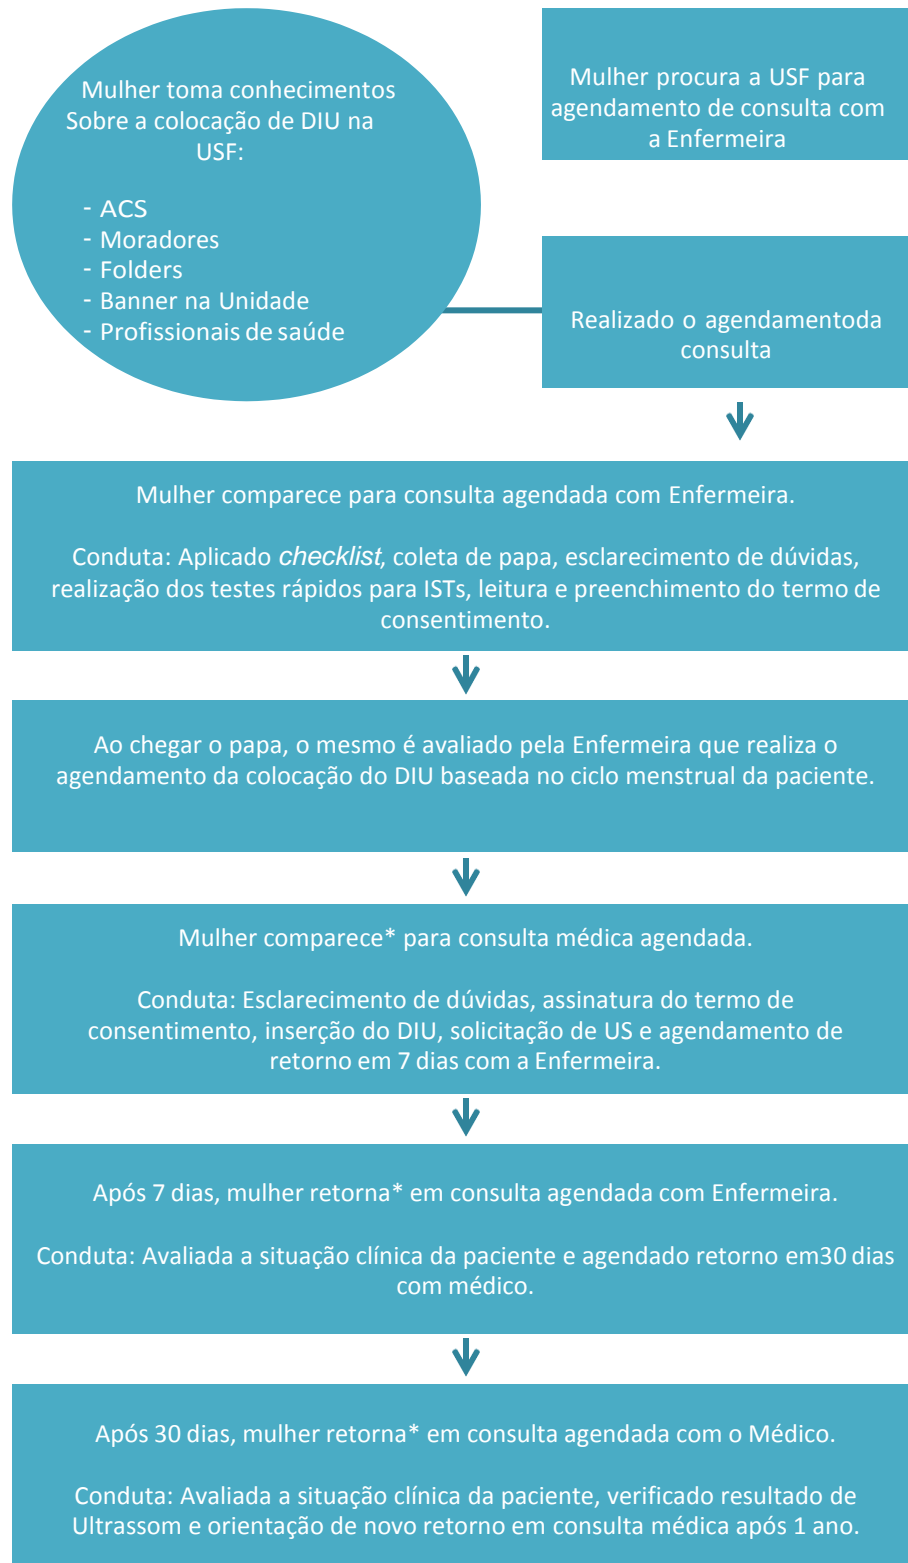 Mulher toma conhecimentos
Sobre a colocação de DIU na
USF:
- ACS
- Moradores
- Folders
- Banner na Unidade
- Profissionais de saúde
Mulher procura a USF para
agendamento de consulta com
a Enfermeira
Realizado o agendamentoda
consulta
Mulher comparece para consulta agendada com Enfermeira.
Conduta: Aplicado checklist, coleta de papa, esclarecimento de dúvidas,
realização dos testes rápidos para ISTs, leitura e preenchimento do termo de
consentimento.
Ao chegar o papa, o mesmo é avaliado pela Enfermeira que realiza o
agendamento da colocação do DIU baseada no ciclo menstrual da paciente.
Mulher comparece* para consulta médica agendada.
Conduta: Esclarecimento de dúvidas, assinatura do termo de
consentimento, inserção do DIU, solicitação de US e agendamento de
retorno em 7 dias com a Enfermeira.
Após 7 dias, mulher retorna* em consulta agendada com Enfermeira.
Conduta: Avaliada a situação clínica da paciente e agendado retorno em30 dias
com médico.
Após 30 dias, mulher retorna* em consulta agendada com o Médico.
Conduta: Avaliada a situação clínica da paciente, verificado resultado de
Ultrassom e orientação de novo retorno em consulta médica após 1 ano.